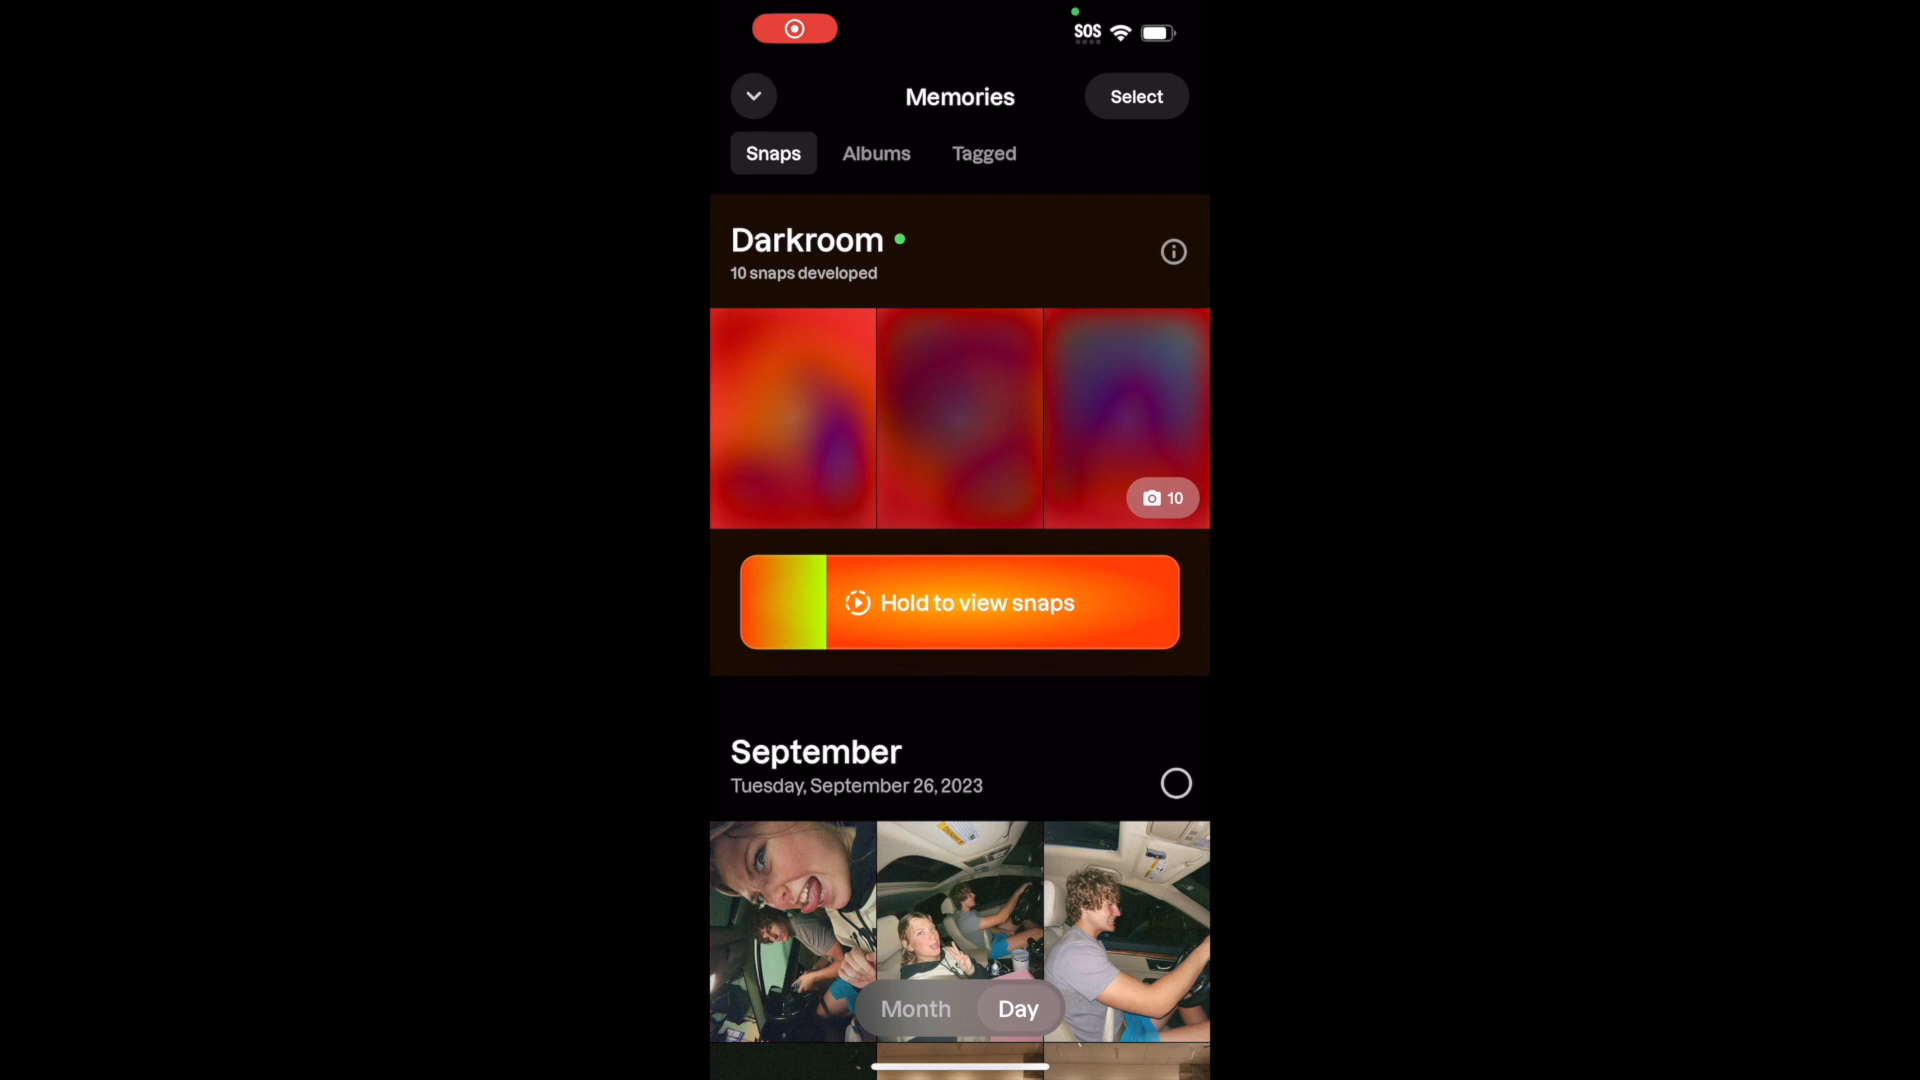 SOS
Memories
Select
Snaps
Albums
Tagged
Darkroom
10 snaps developed
10
Hold to view snaps
September
Tuesday, September 26, 2023
Month
Day